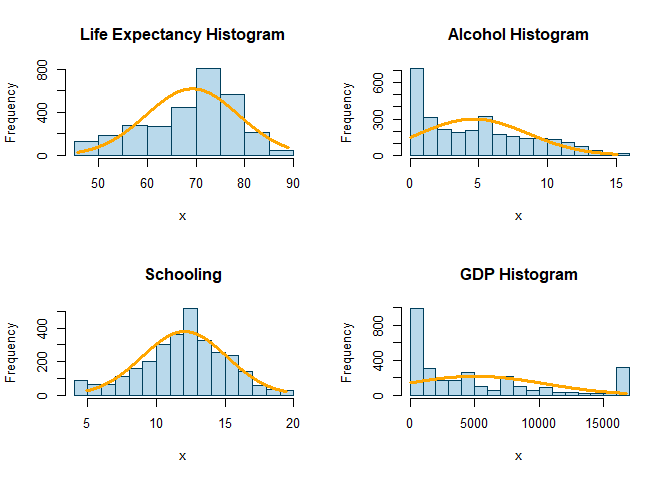 Life Expectancy Histogram
Frequency
0 400 800
50 60 70 80 90
x
Alcohol Histogram
Frequency
0 300 600
0 5 10 15
x
Schooling
Frequency
0 200 400
5 10 15 20
x
GDP Histogram
Frequency
0 400 800
0 5000 10000 15000
x